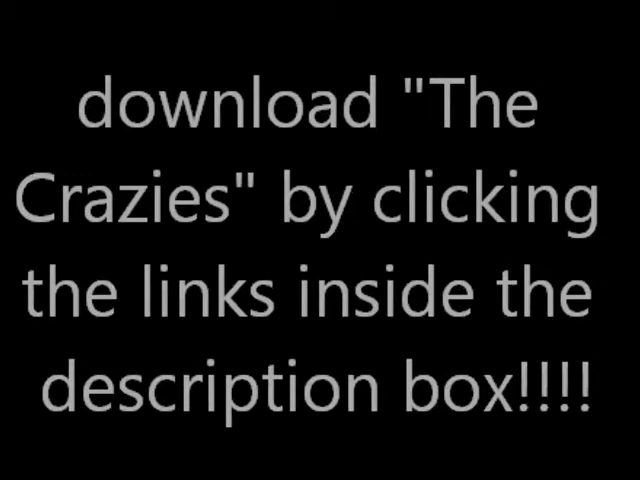 download "The
Crazies" by clicking
the links inside the
description box!!!!